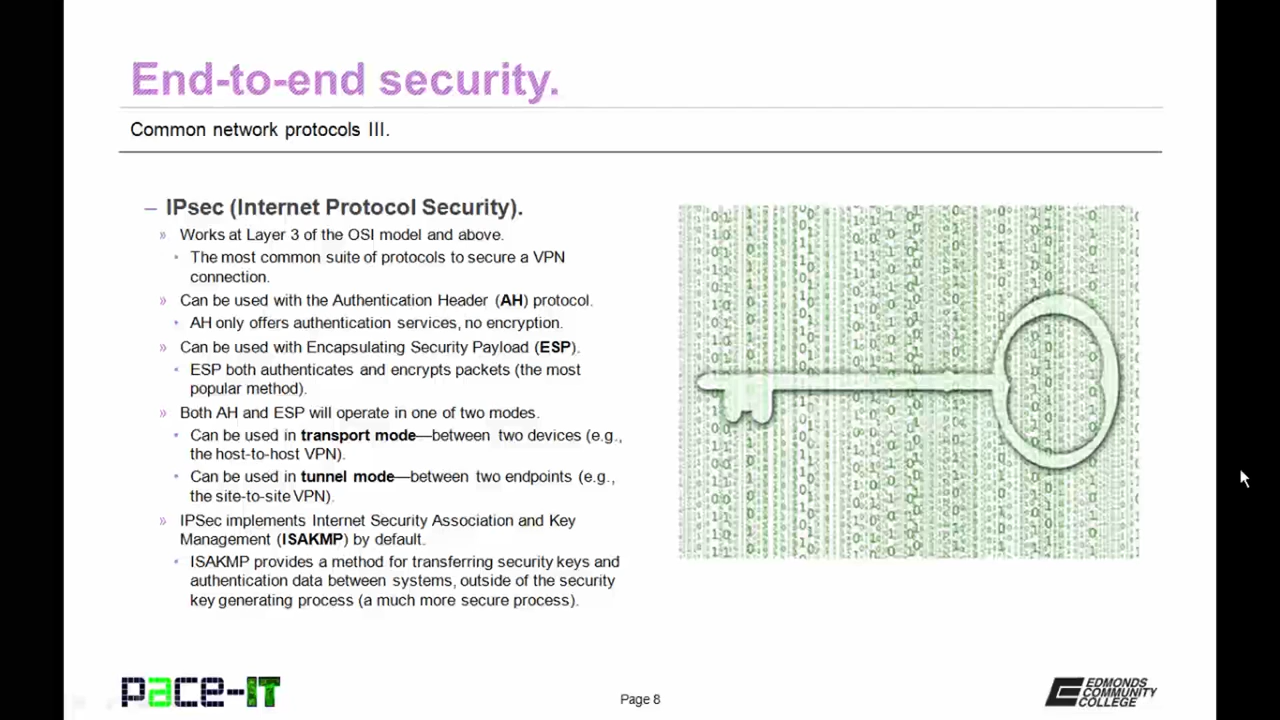 End-to-end security.
Common network protocols III.
– IPsec (Internet Protocol Security).
» Works at Layer 3 of the OSI model and above.
• The most common suite of protocols to secure a VPN
connection.
» Can be used with the Authentication Header (AH) protocol.
• AH only offers authentication services, no encryption.
» Can be used with Encapsulating Security Payload (ESP).
• ESP both authenticates and encrypts packets (the most
popular method).
» Both AH and ESP will operate in one of two modes.
• Can be used in transport mode—between two devices (e.g.,
the host-to-host VPN).
• Can be used in tunnel mode—between two endpoints (e.g.,
the site-to-site VPN).
» IPSec implements Internet Security Association and Key
Management (ISAKMP) by default.
• ISAKMP provides a method for transferring security keys and
authentication data between systems, outside of the security
key generating process (a much more secure process).
pace-IT
Page 8
EDMONDS
COMMUNITY
COLLEGE